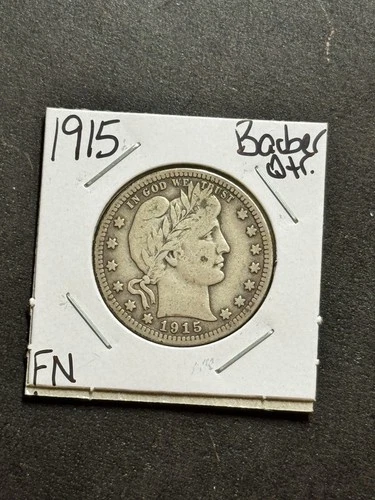 1915
Barber
Qtr.
IN GOD WE TRUST
1915
FN